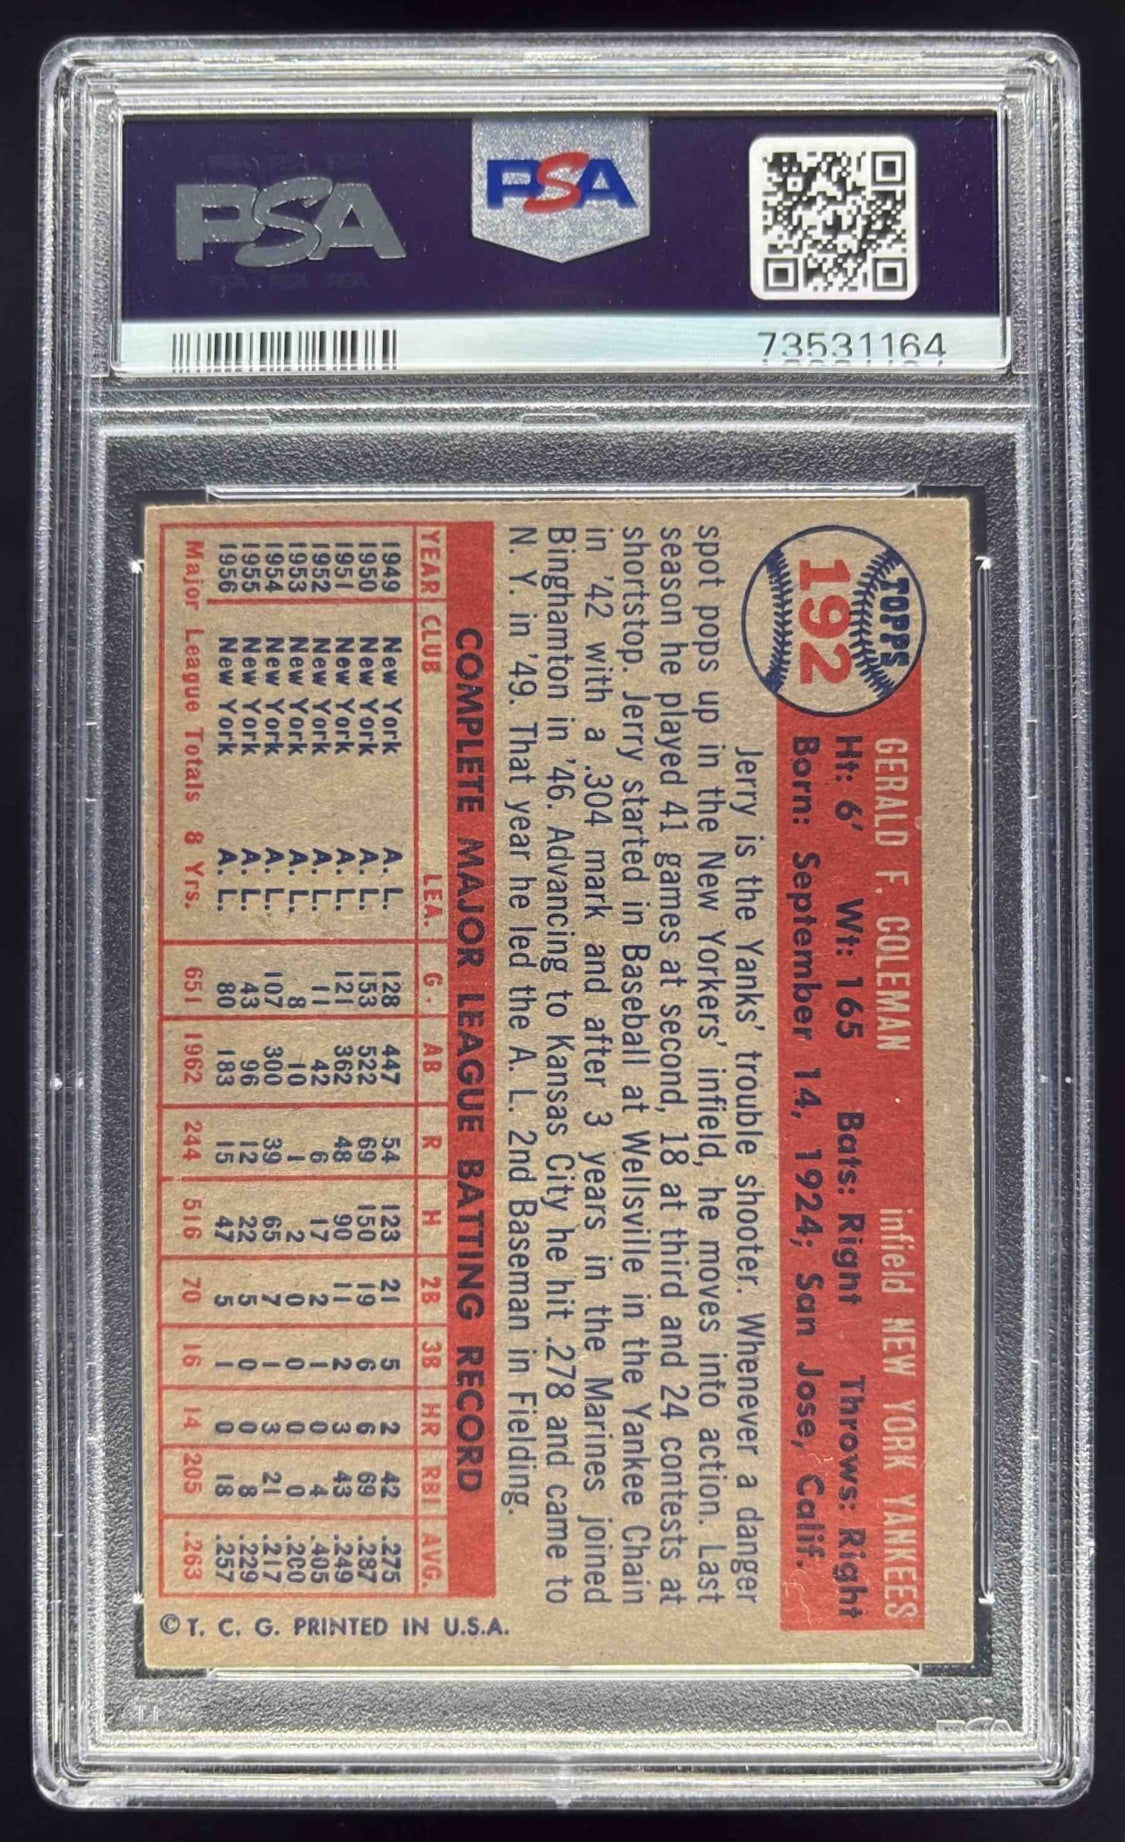 PSA
PSA
73531164
TOPPS
192
GERALD F. COLEMAN infield NEW YORK YANKEES
Ht: 6' Wt: 165 Bats: Right Throws: Right
Born: September 14, 1924; San Jose, Calif.
Jerry is the Yanks' trouble shooter. Whenever a danger
spot pops up in the New Yorkers' infield, he moves into action. Last
season he played 41 games at second, 18 at third and 24 contests at
shortstop. Jerry started in Baseball at Wellsville in the Yankee Chain
in '42 with a .304 mark and after 3 years in the Marines joined
Binghamton in '46. Advancing to Kansas City he hit .278 and came to
N. Y. in '49. That year he led the A. L. 2nd Baseman in Fielding.
COMPLETE MAJOR LEAGUE BATTING RECORD
YEAR CLUB LEA. G. AB R H 2B 3B HR RBI AVG.
1949 New York A. L. 128 447 54 123 21 5 2 42 .275
1950 New York A. L. 153 522 69 150 19 6 6 69 .287
1951 New York A. L. 121 362 48 90 11 2 3 43 .249
1952 New York A. L. 11 42 6 17 2 1 0 4 .405
1953 New York A. L. 8 10 1 2 0 0 0 0 .200
1954 New York A. L. 107 300 39 65 7 1 3 21 .217
1955 New York A. L. 43 96 12 22 5 0 0 8 .229
1956 New York A. L. 80 183 15 47 5 1 0 18 .257
Major League Totals 8 Yrs. 651 1962 244 516 70 16 14 205 .263
© T. C. G. PRINTED IN U.S.A.
PSA